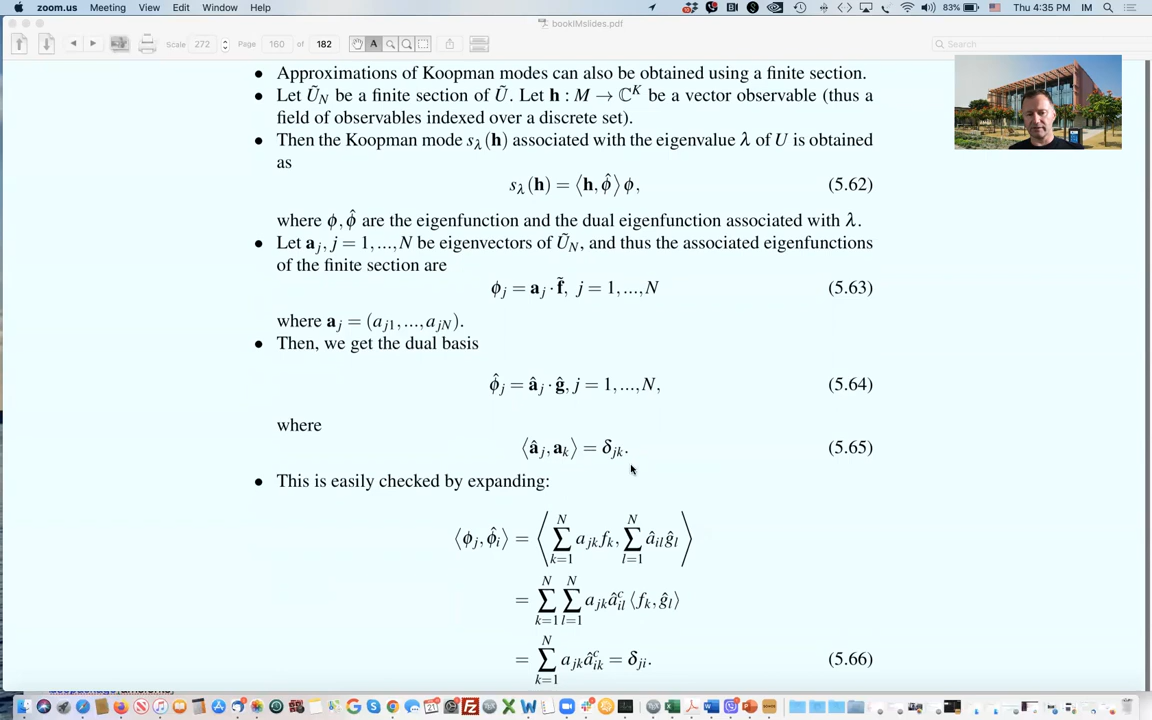 zoom.us Meeting View Edit Window Help 83% Thu 4:35 PM IM
bookIMslides.pdf
Scale 272 Page 160 of 182 Search
• Approximations of Koopman modes can also be obtained using a finite section.
• Let Ũ_N be a finite section of Ũ. Let h : M → ℂ^K be a vector observable (thus a
field of observables indexed over a discrete set).
• Then the Koopman mode s_λ(h) associated with the eigenvalue λ of U is obtained
as
s_λ(h) = ⟨h, φ̂⟩ φ, (5.62)
where φ, φ̂ are the eigenfunction and the dual eigenfunction associated with λ.
• Let a_j, j = 1,...,N be eigenvectors of Ũ_N, and thus the associated eigenfunctions
of the finite section are
φ_j = a_j · f̃, j = 1,...,N (5.63)
where a_j = (a_{j1},...,a_{jN}).
• Then, we get the dual basis
φ̂_j = â_j · ĝ, j = 1,...,N, (5.64)
where
⟨â_j, a_k⟩ = δ_{jk}. (5.65)
• This is easily checked by expanding:
⟨φ_j, φ̂_i⟩ = ⟨∑_{k=1}^{N} a_{jk} f_k, ∑_{l=1}^{N} â_{il} ĝ_l⟩
= ∑_{k=1}^{N} ∑_{l=1}^{N} a_{jk} â^c_{il} ⟨f_k, ĝ_l⟩
= ∑_{k=1}^{N} a_{jk} â^c_{ik} = δ_{ji}. (5.66)